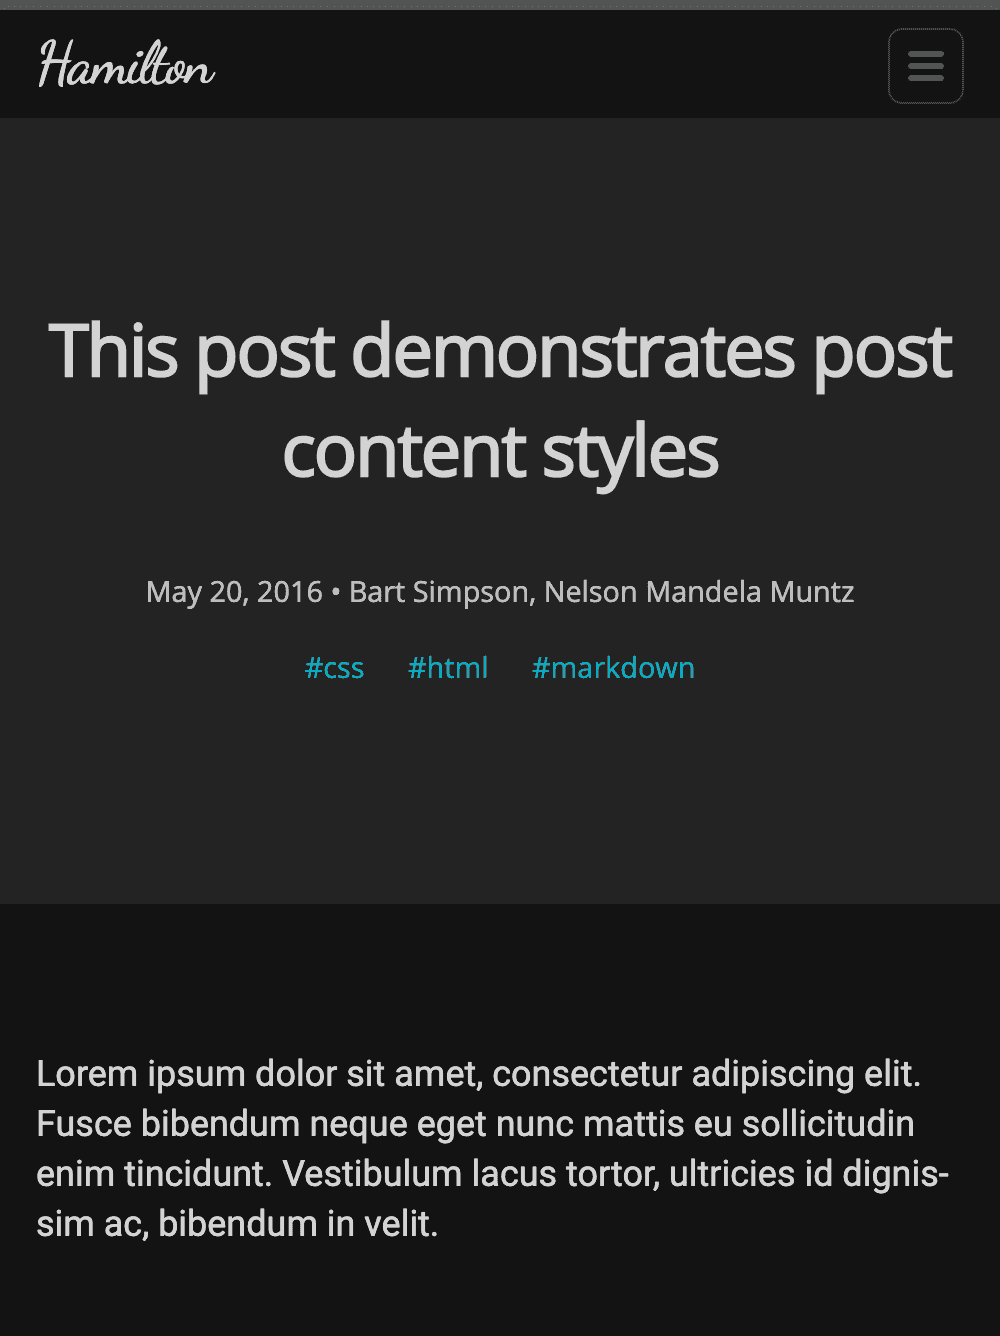 Hamilton
This post demonstrates post
content styles
May 20, 2016 • Bart Simpson, Nelson Mandela Muntz
#css #html #markdown
Lorem ipsum dolor sit amet, consectetur adipiscing elit.
Fusce bibendum neque eget nunc mattis eu sollicitudin
enim tincidunt. Vestibulum lacus tortor, ultricies id dignis-
sim ac, bibendum in velit.